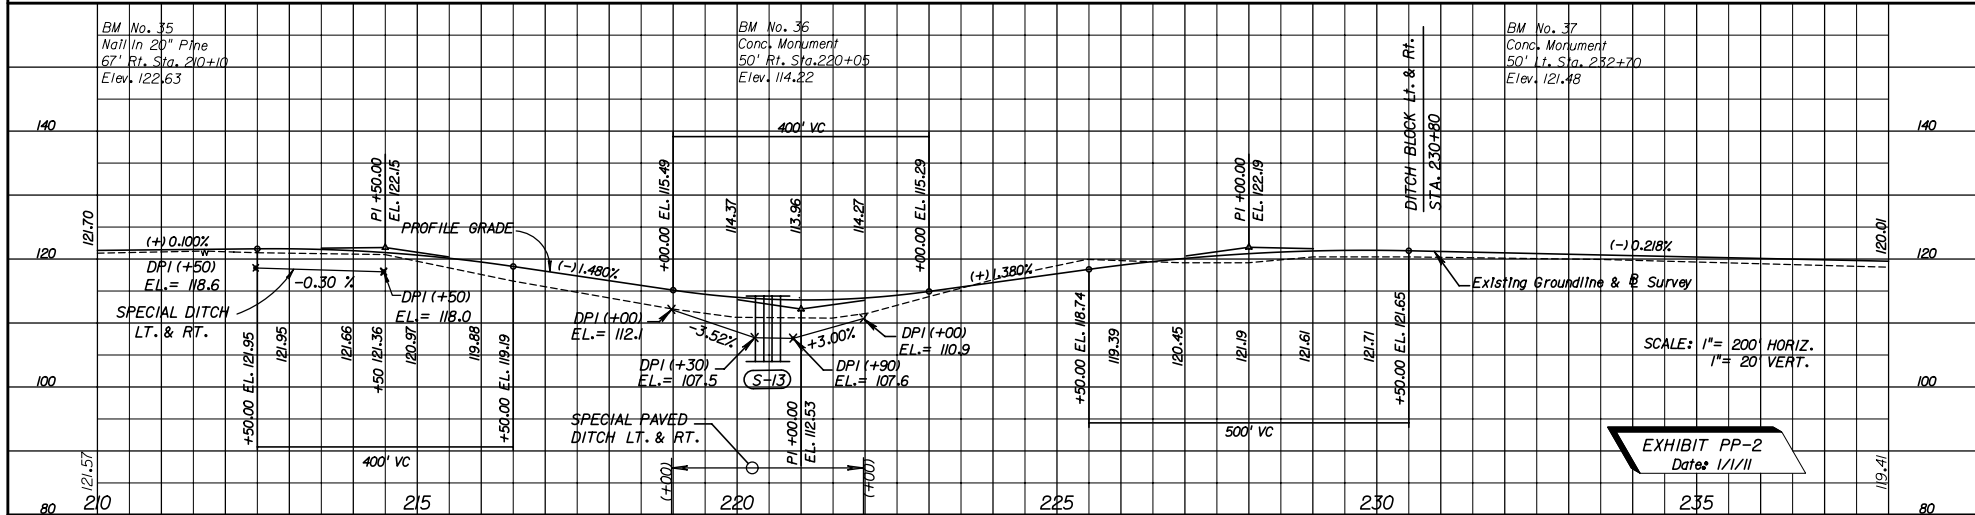 BM No. 35
Nail in 20" Pine
67' Rt. Sta. 210+10
Elev. 122.63
BM No. 36
Conc. Monument
50' Rt. Sta. 220+05
Elev. 114.22
BM No. 37
Conc. Monument
50' Lt. Sta. 232+70
Elev. 121.48
DITCH BLOCK Lt. & Rt.
STA. 230+80
140
400' VC
140
121.70
PI +50.00
EL. 122.15
+00.00 EL. 115.49
114.37
113.96
114.27
+00.00 EL. 115.29
PI +00.00
EL. 122.19
120.01
PROFILE GRADE
(+) 0.100%
(-) 1.480%
(+) 1.380%
(-) 0.218%
120
120
DPI (+50)
EL. = 118.6
-0.30 %
DPI (+50)
EL. = 118.0
SPECIAL DITCH
LT. & RT.
DPI (+00)
EL.= 112.1
-3.52%
+3.00%
DPI (+00)
EL.= 110.9
Existing Groundline & B Survey
DPI (+30)
EL.= 107.5
S-13
DPI (+90)
EL.= 107.6
SCALE: 1"= 200' HORIZ.
1"= 20' VERT.
100
100
+50.00 EL. 121.95
121.95
121.66
+50 121.36
120.97
119.88
+50.00 EL. 119.19
+50.00 EL. 118.74
119.39
120.45
121.19
121.61
121.71
+50.00 EL. 121.65
SPECIAL PAVED
DITCH LT. & RT.
PI +00.00
EL. 112.53
400' VC
500' VC
(+00)
(+00)
EXHIBIT PP-2
Date: 1/1/11
121.57
119.41
80
210
215
220
225
230
235
80